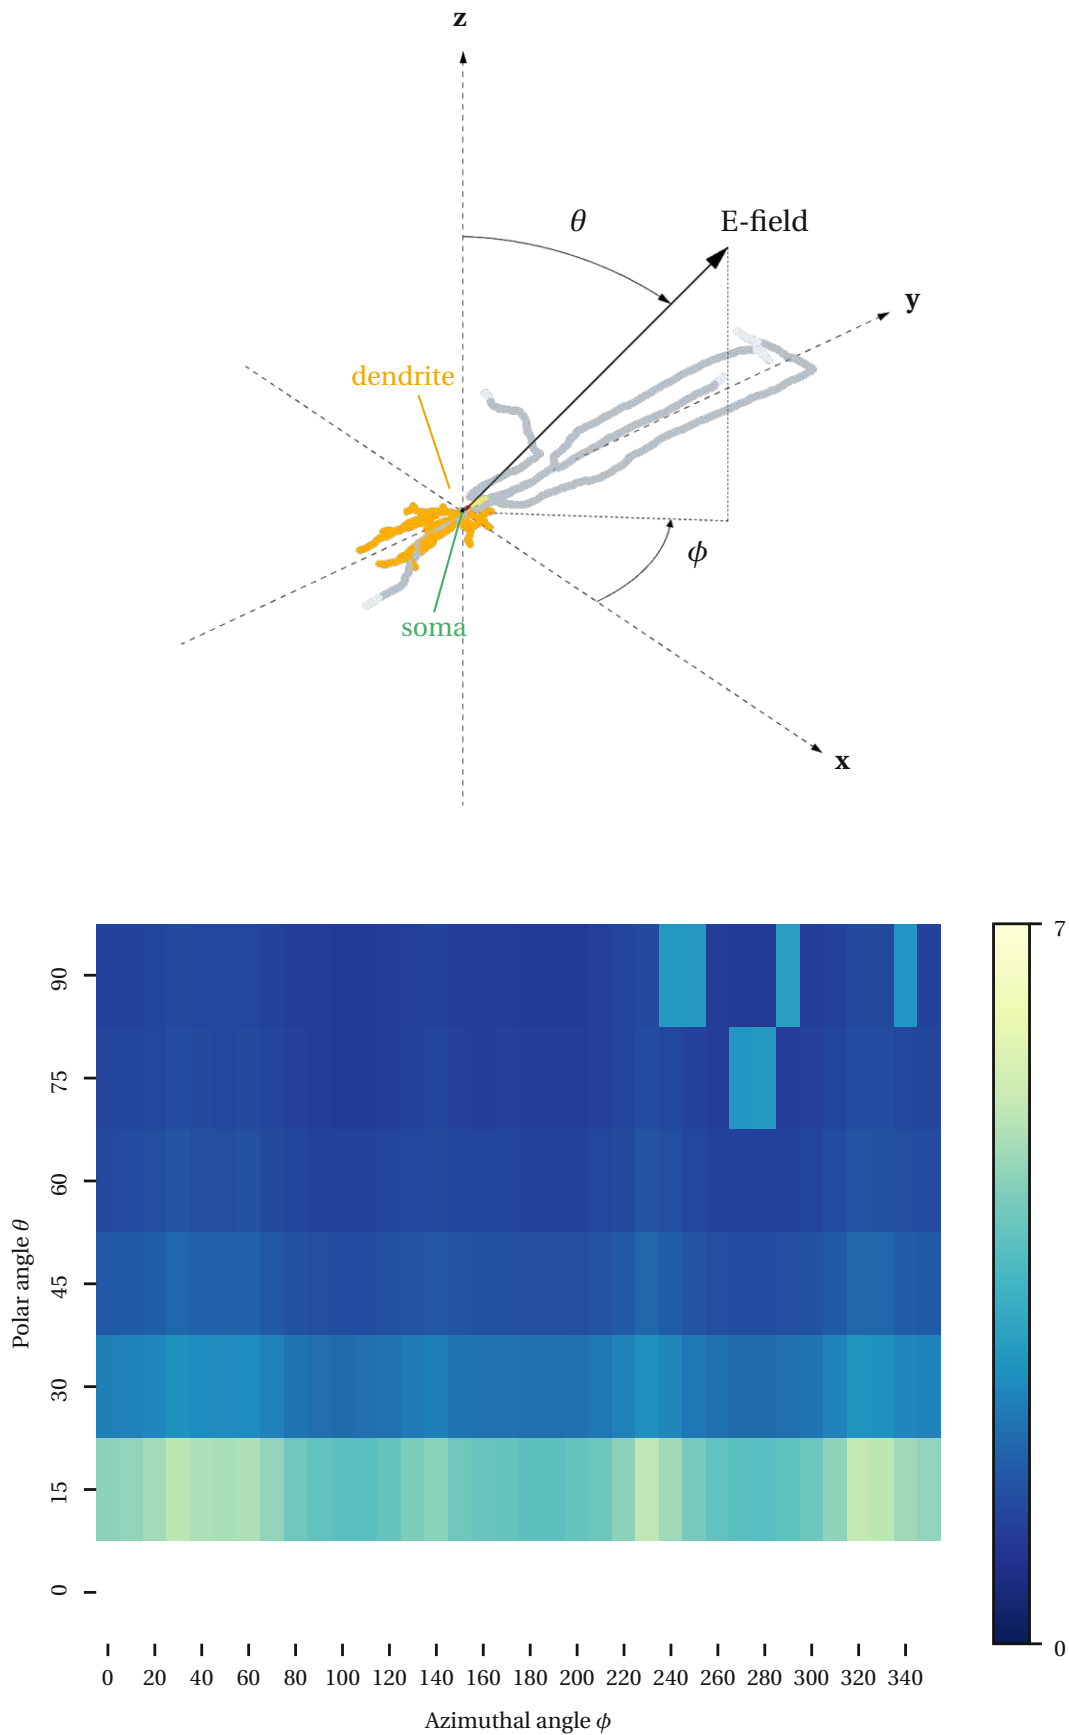 z
θ
E-field
y
dendrite
ϕ
soma
x
7
90
75
60
45
30
15
0
Polar angle θ
0
0 20 40 60 80 100 120 140 160 180 200 220 240 260 280 300 320 340
Azimuthal angle ϕ